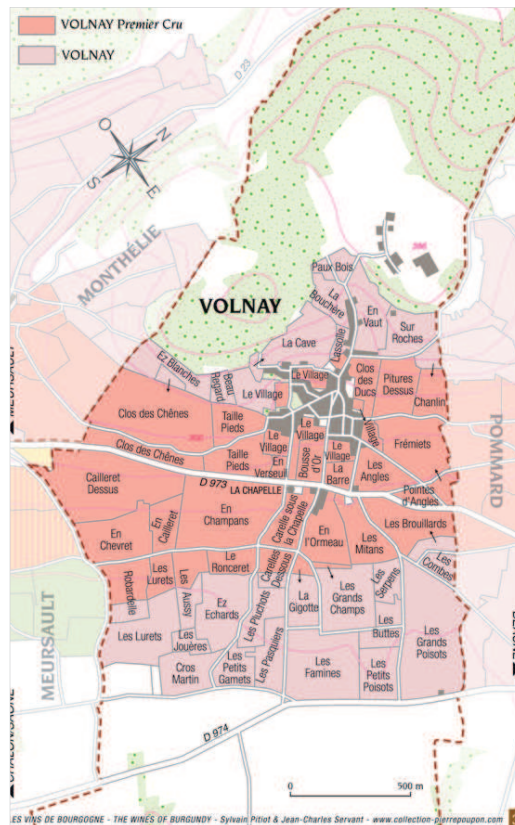 VOLNAY Premier Cru
VOLNAY
D 23
O
N
S
E
MONTHÉLIE
VOLNAY
Paux Bois
La
Bouchère
En
Vaut
Sur
Roches
Lassolle
La Cave
Ez Blanches
Beau
Regard
Le Village
Le Village
Clos
des
Ducs
Pitures
Dessus
Chanlin
MEURSAULT
Clos des Chênes
Taille
Pieds
Le
Village
Le
Village
Village
Frémiets
POMMARD
Clos des Chênes
Taille
Pieds
En
Verseuil
Bousse
d'Or
Le
Village
La
Barre
Les
Angles
Cailleret
Dessus
D 973
LA CHAPELLE
Pointes
d'Angles
En
Chevret
En
Cailleret
En
Champans
Carelle sous
la Chapelle
En
l'Ormeau
Les
Mitans
Les Brouillards
Robardelle
Les
Lurets
Les
Aussy
Le
Ronceret
Carelles
Dessous
Les Combes
MEURSAULT
Les Lurets
Les
Jouères
Ez
Echards
Les Pluchots
La
Gigotte
Les
Grands
Champs
Les
Serpens
Les
Buttes
Les
Grands
Poisots
Cros
Martin
Les
Petits
Gamets
Les Pasquiers
Les
Famines
Les
Petits
Poisots
D 974
0
500 m
LES VINS DE BOURGOGNE - THE WINES OF BURGUNDY - Sylvain Pitiot & Jean-Charles Servant - www.collection-pierrepoupon.com